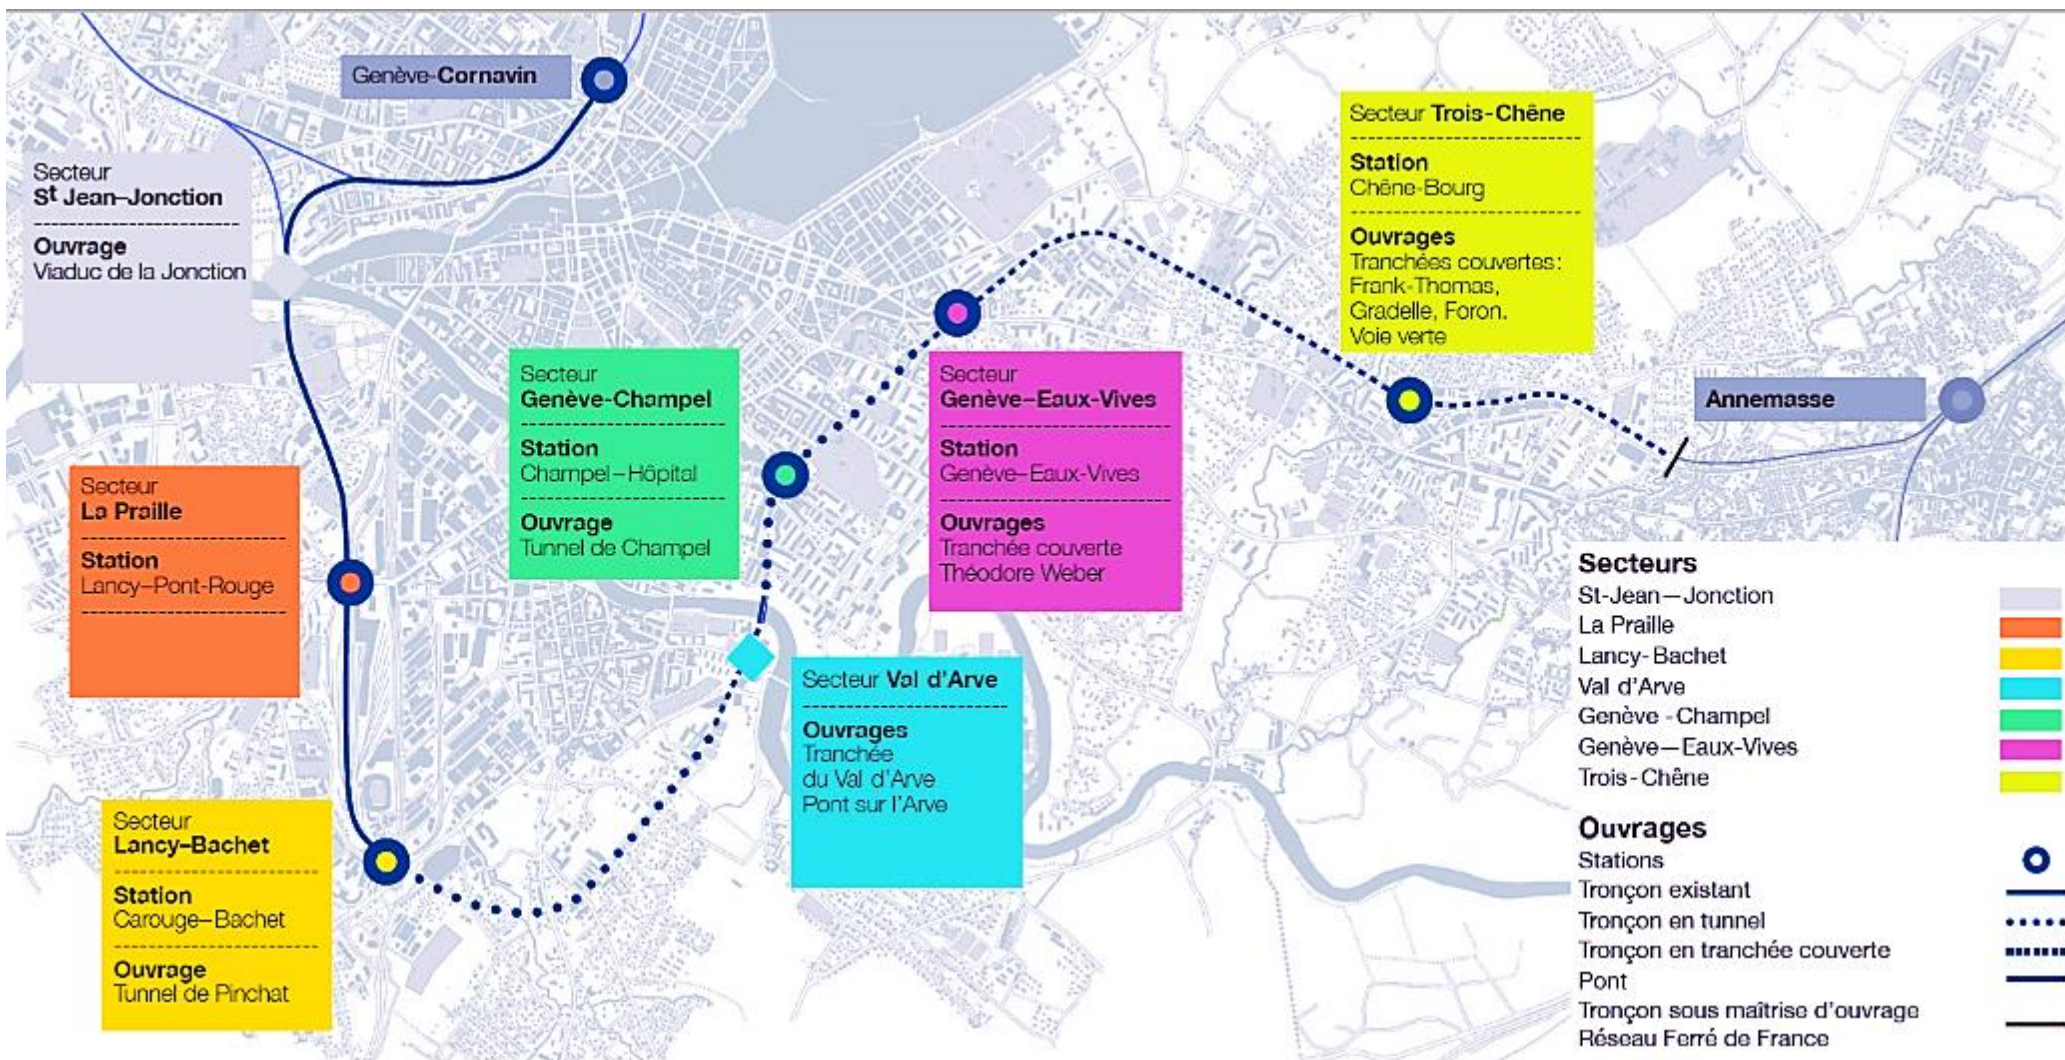 Genève-Cornavin
Secteur
St Jean–Jonction
Ouvrage
Viaduc de la Jonction
Secteur
La Praille
Station
Lancy–Pont-Rouge
Secteur
Lancy–Bachet
Station
Carouge–Bachet
Ouvrage
Tunnel de Pinchat
Secteur
Genève-Champel
Station
Champel–Hôpital
Ouvrage
Tunnel de Champel
Secteur Val d'Arve
Ouvrages
Tranchée
du Val d'Arve
Pont sur l'Arve
Secteur
Genève–Eaux-Vives
Station
Genève–Eaux-Vives
Ouvrages
Tranchée couverte
Théodore Weber
Secteur Trois-Chêne
Station
Chêne-Bourg
Ouvrages
Tranchées couvertes:
Frank-Thomas,
Gradelle, Foron.
Voie verte
Annemasse
Secteurs
St-Jean—Jonction
La Praille
Lancy-Bachet
Val d'Arve
Genève - Champel
Genève—Eaux-Vives
Trois-Chêne
Ouvrages
Stations
Tronçon existant
Tronçon en tunnel
Tronçon en tranchée couverte
Pont
Tronçon sous maîtrise d'ouvrage
Réseau Ferré de France